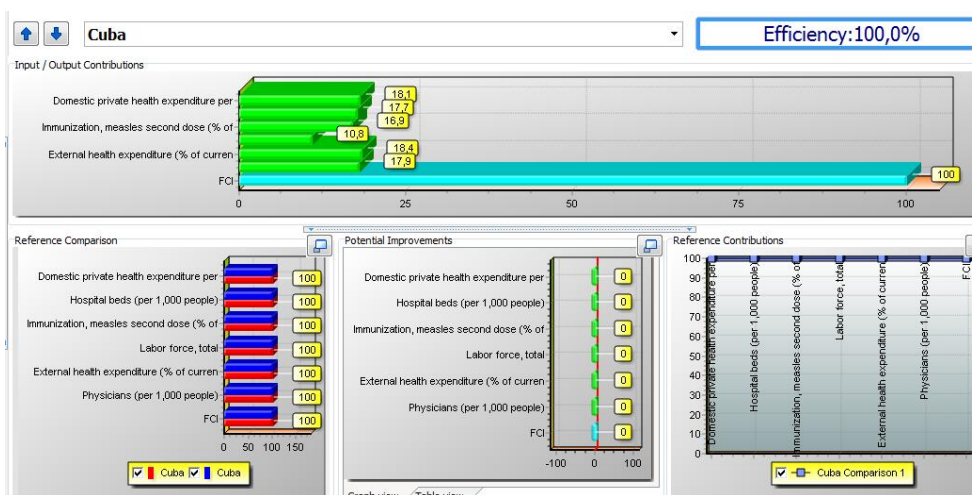 Cuba
Efficiency:100,0%
Input / Output Contributions
Domestic private health expenditure per
Immunization, measles second dose (% of
External health expenditure (% of curren
FCI
18,1
17,7
16,9
10,8
18,4
17,9
100
0 25 50 75 100
Reference Comparison
Domestic private health expenditure per
Hospital beds (per 1,000 people)
Immunization, measles second dose (% of
Labor force, total
External health expenditure (% of curren
Physicians (per 1,000 people)
FCI
100
100
100
100
100
100
100
0 50 100 150
Cuba Cuba
Potential Improvements
Domestic private health expenditure per
Hospital beds (per 1,000 people)
Immunization, measles second dose (% of
Labor force, total
External health expenditure (% of curren
Physicians (per 1,000 people)
FCI
0
0
0
0
0
0
0
-100 0 100
Graph view Table view
Reference Contributions
100
90
80
70
60
50
40
30
20
10
0
Domestic private health expenditure per
Hospital beds (per 1,000 people)
Immunization, measles second dose (% of
Labor force, total
External health expenditure (% of curren
Physicians (per 1,000 people)
FCI
Cuba Comparison 1